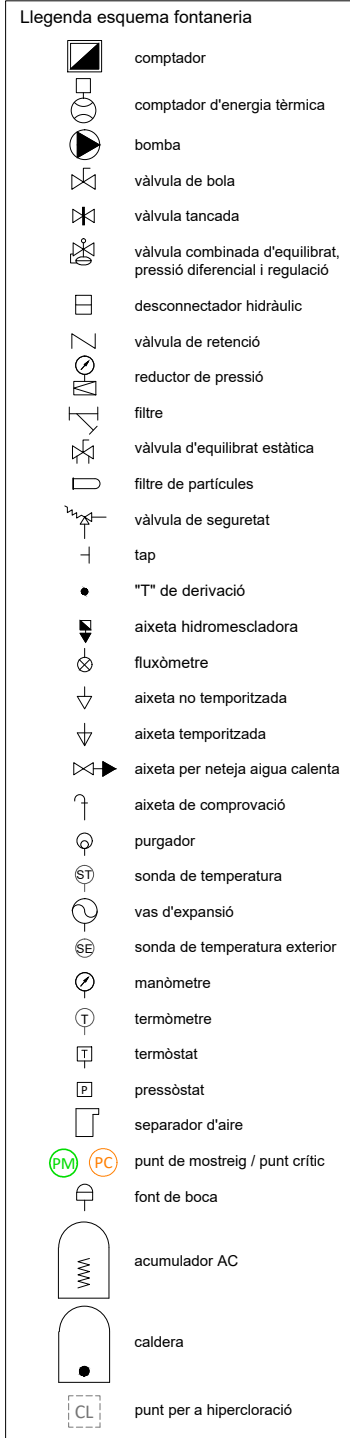 Llegenda esquema fontaneria
comptador
comptador d'energia tèrmica
bomba
vàlvula de bola
vàlvula tancada
vàlvula combinada d'equilibrat,
pressió diferencial i regulació
desconnectador hidràulic
vàlvula de retenció
reductor de pressió
filtre
vàlvula d'equilibrat estàtica
filtre de partícules
vàlvula de seguretat
tap
"T" de derivació
aixeta hidromescladora
fluxòmetre
aixeta no temporitzada
aixeta temporitzada
aixeta per neteja aigua calenta
aixeta de comprovació
purgador
ST sonda de temperatura
vas d'expansió
SE sonda de temperatura exterior
manòmetre
T termòmetre
T termòstat
P pressòstat
separador d'aire
PM PC punt de mostreig / punt crític
font de boca
acumulador AC
caldera
CL punt per a hipercloració